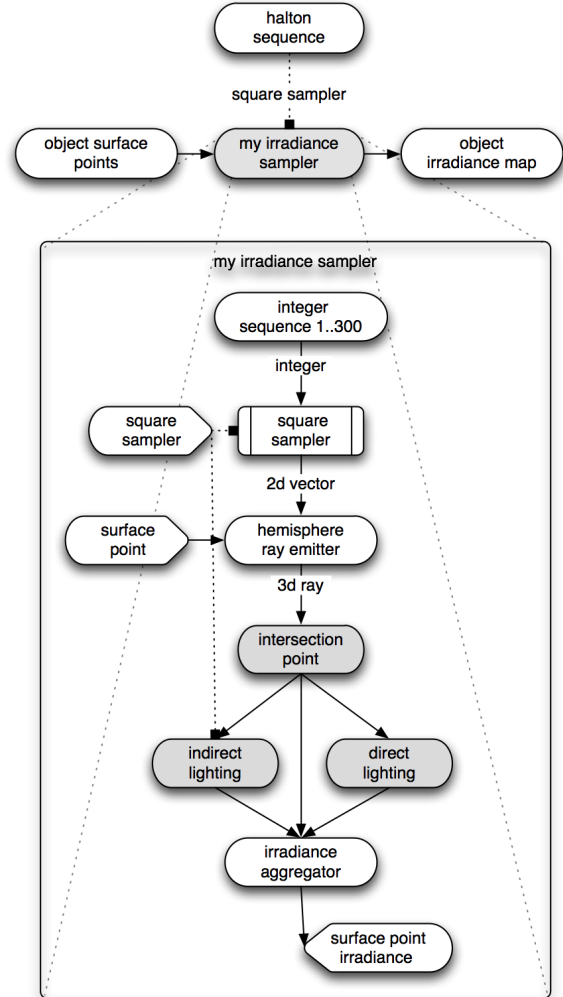 halton
sequence
square sampler
object surface
points
my irradiance
sampler
object
irradiance map
my irradiance sampler
integer
sequence 1..300
integer
square
sampler
square
sampler
2d vector
surface
point
hemisphere
ray emitter
3d ray
intersection
point
indirect
lighting
direct
lighting
irradiance
aggregator
surface point
irradiance